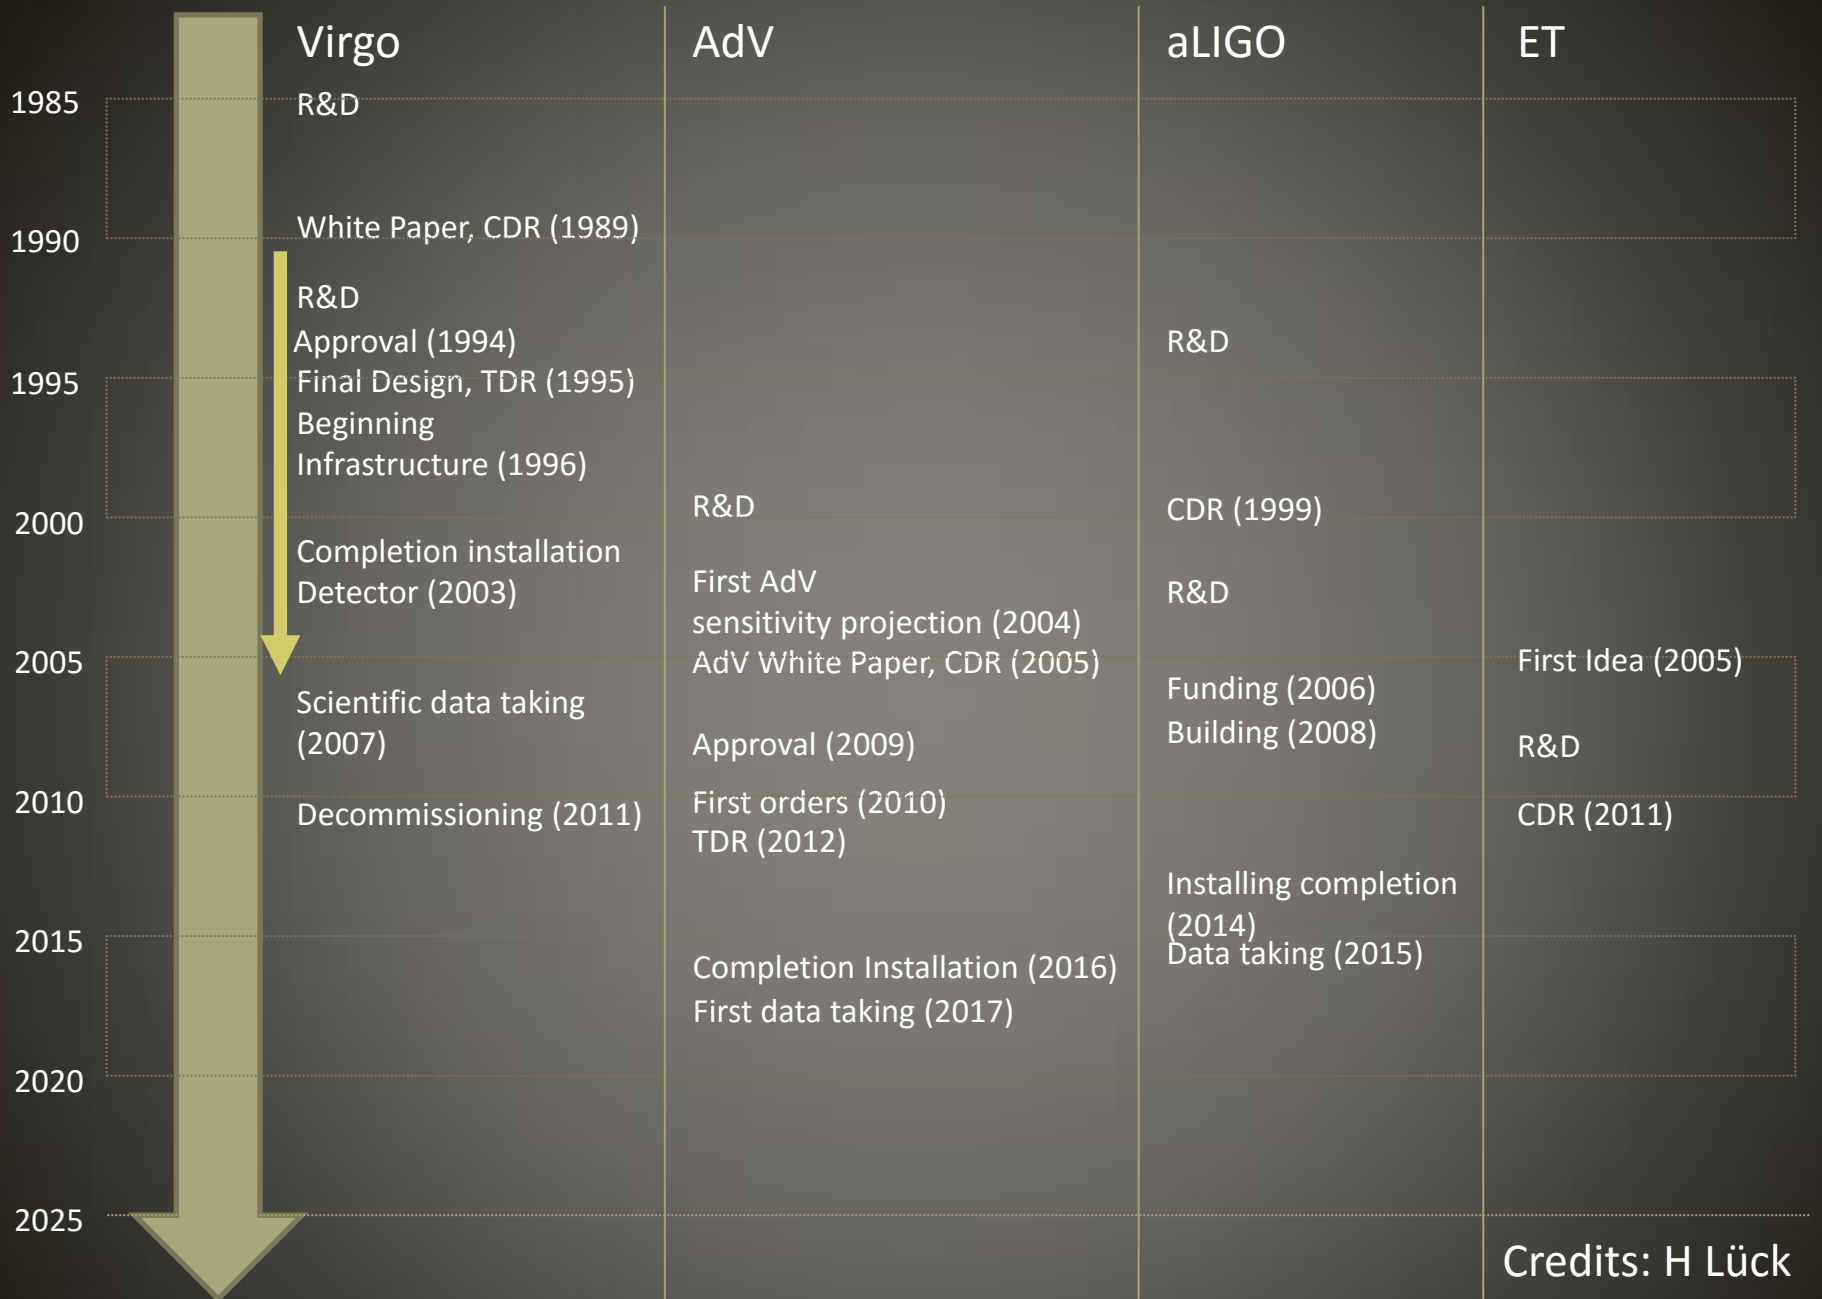 Virgo
AdV
aLIGO
ET
1985
1990
1995
2000
2005
2010
2015
2020
2025
R&D
White Paper, CDR (1989)
R&D
Approval (1994)
Final Design, TDR (1995)
Beginning
Infrastructure (1996)
Completion installation
Detector (2003)
Scientific data taking
(2007)
Decommissioning (2011)
R&D
First AdV
sensitivity projection (2004)
AdV White Paper, CDR (2005)
Approval (2009)
First orders (2010)
TDR (2012)
Completion Installation (2016)
First data taking (2017)
R&D
CDR (1999)
R&D
Funding (2006)
Building (2008)
Installing completion
(2014)
Data taking (2015)
First Idea (2005)
R&D
CDR (2011)
Credits: H Lück